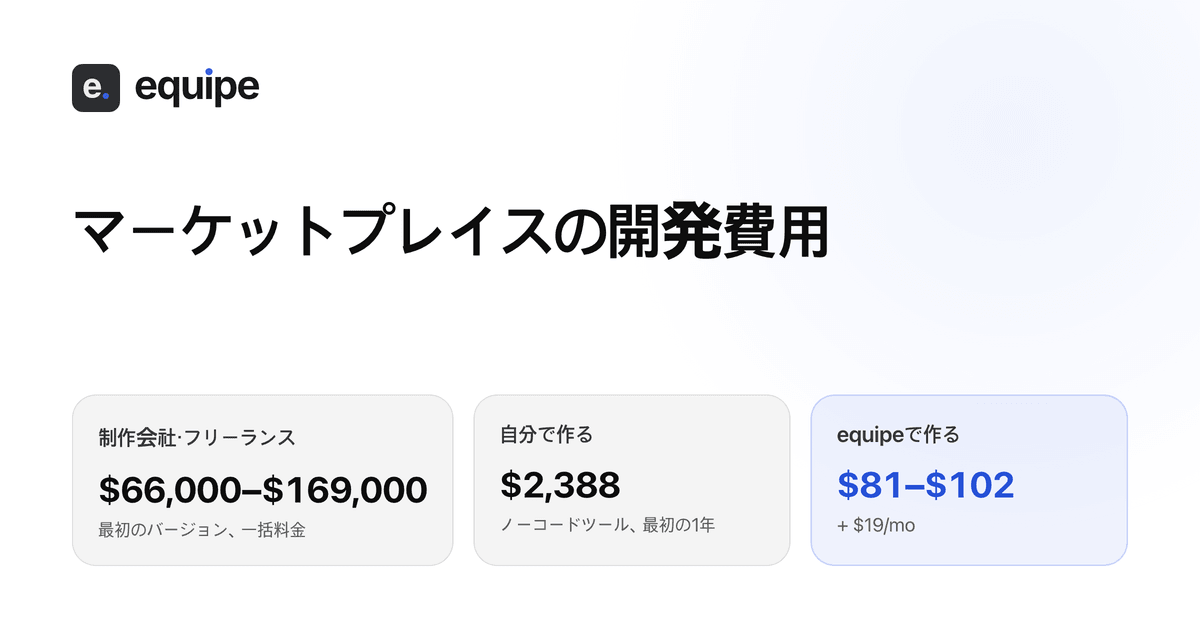 e. equipe
マーケットプレイスの開発費用
制作会社·フリーランス
$66,000–$169,000
最初のバージョン、一括料金
自分で作る
$2,388
ノーコードツール、最初の1年
equipeで作る
$81–$102
+ $19/mo